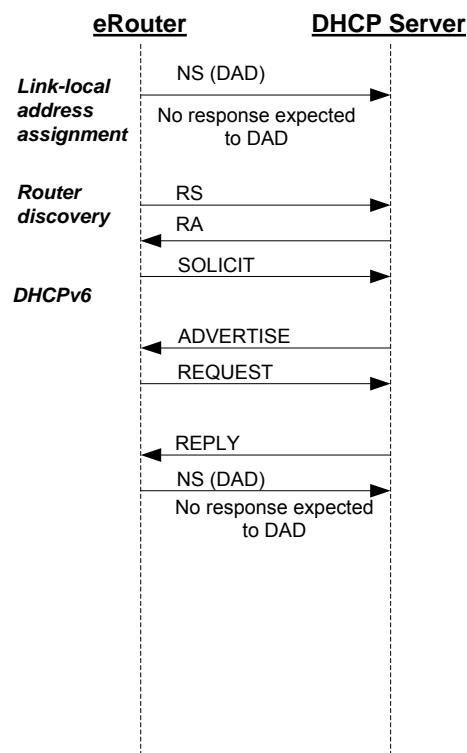 eRouter DHCP Server
NS (DAD)
Link-local
address
assignment
No response expected
to DAD
Router
discovery
RS
RA
SOLICIT
DHCPv6
ADVERTISE
REQUEST
REPLY
NS (DAD)
No response expected
to DAD